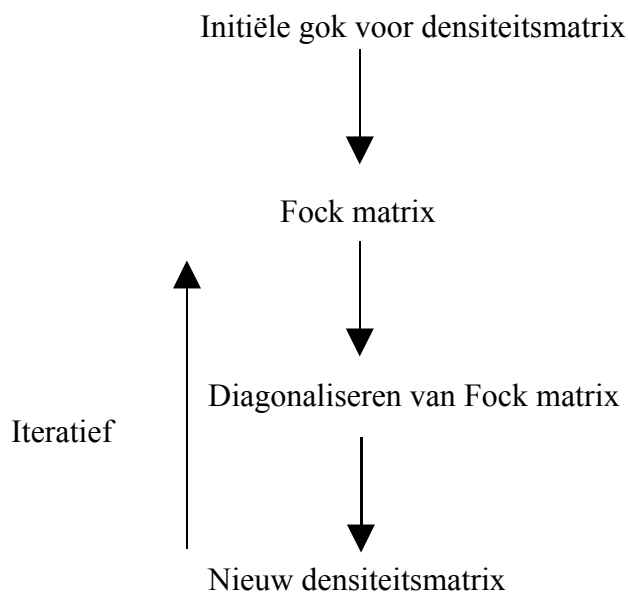 Initiële gok voor densiteitsmatrix
Fock matrix
Diagonaliseren van Fock matrix
Iteratief
Nieuw densiteitsmatrix